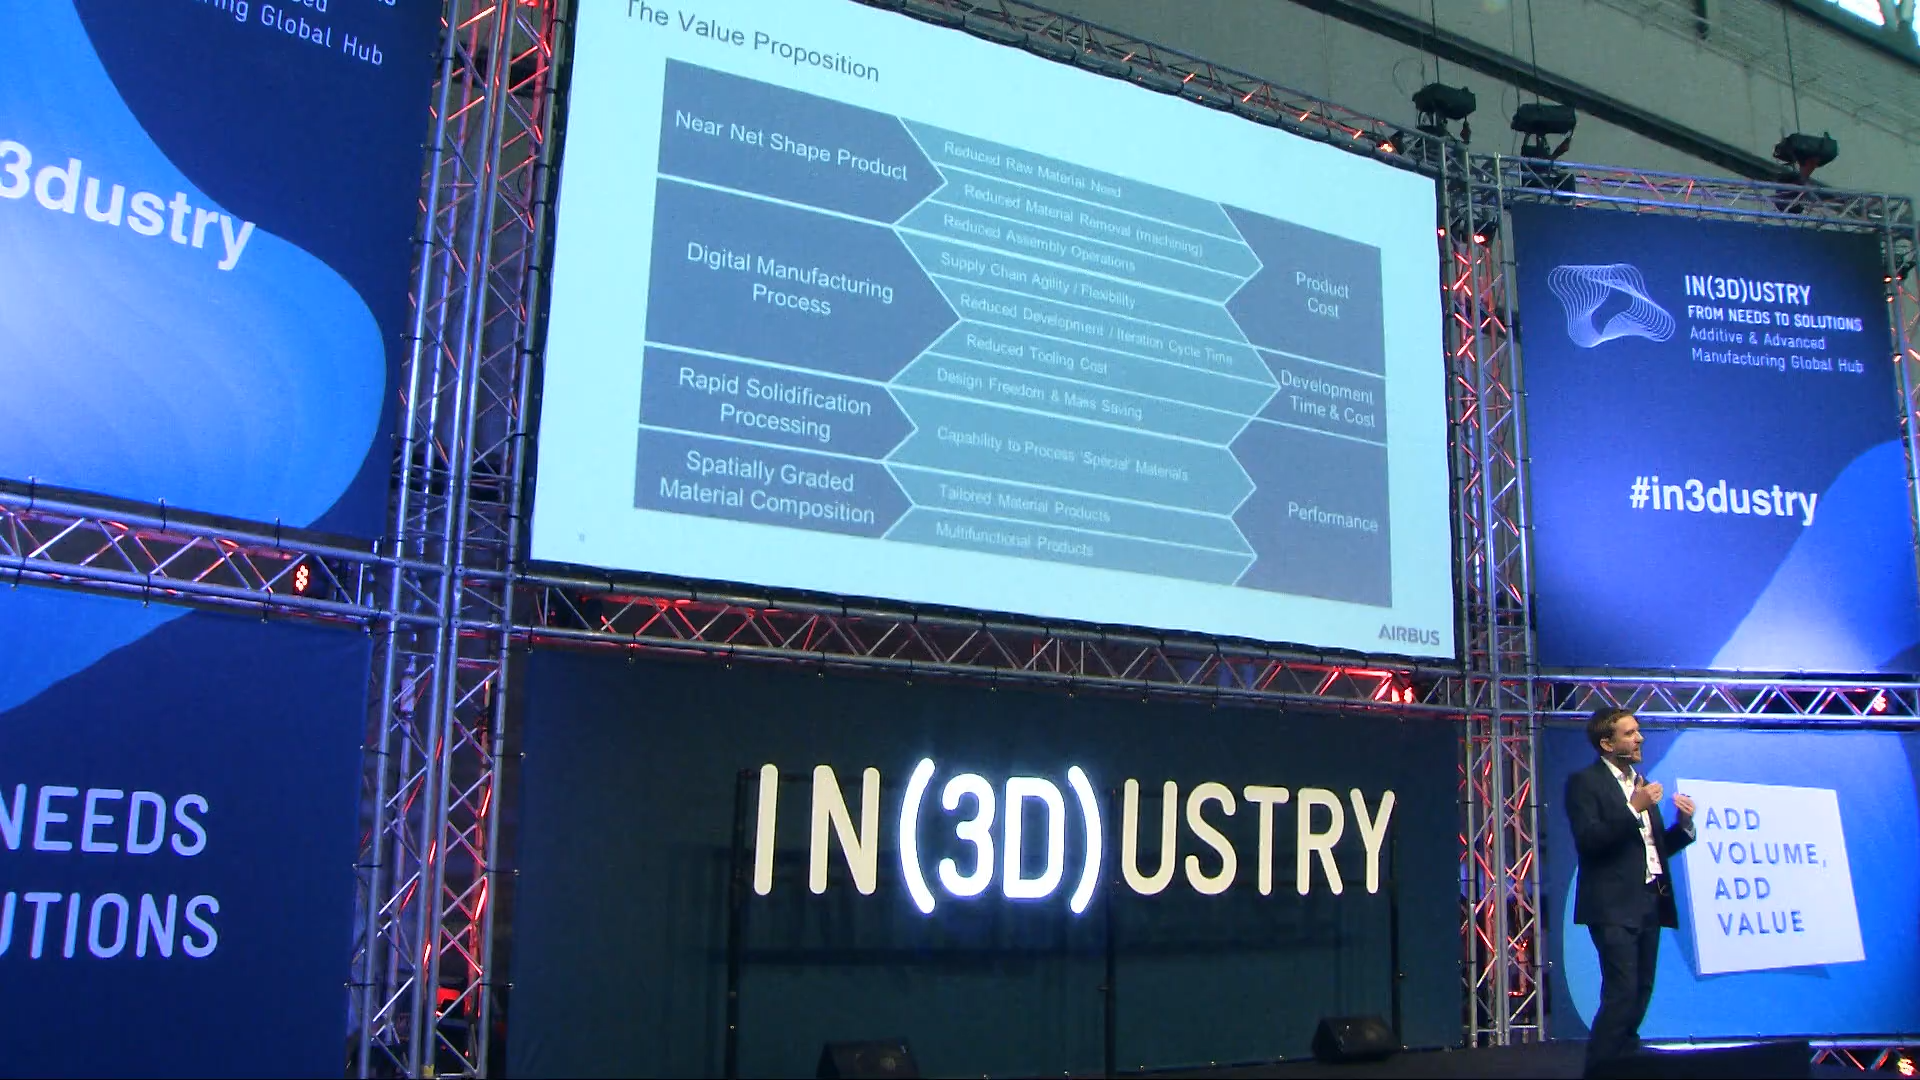 ring Global Hub
3dustry
NEEDS
UTIONS
The Value Proposition
Near Net Shape Product
Digital Manufacturing
Process
Rapid Solidification
Processing
Spatially Graded
Material Composition
Reduced Raw Material Need
Reduced Material Removal (machining)
Reduced Assembly Operations
Supply Chain Agility / Flexibility
Reduced Development / Iteration Cycle Time
Reduced Tooling Cost
Design Freedom & Mass Saving
Capability to Process 'Special' Materials
Tailored Material Products
Multifunctional Products
Product
Cost
Development
Time & Cost
Performance
AIRBUS
IN(3D)USTRY
IN(3D)USTRY
FROM NEEDS TO SOLUTIONS
Additive & Advanced
Manufacturing Global Hub
#in3dustry
ADD
VOLUME,
ADD
VALUE